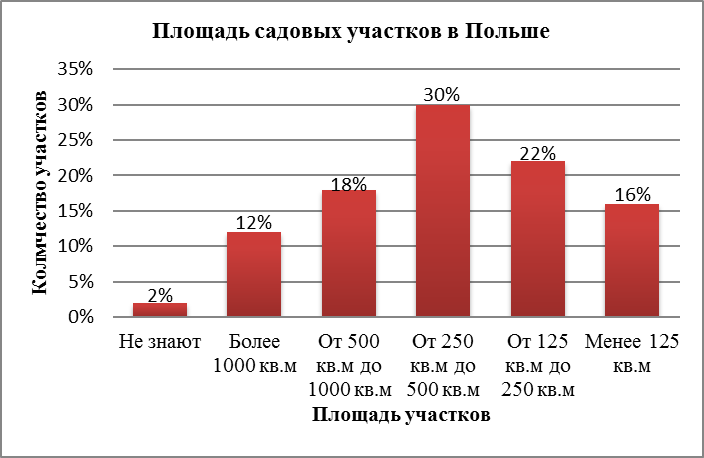 Площадь садовых участков в Польше
Колмчество участков
35%
30%
25%
20%
15%
10%
5%
0%
2%
12%
18%
30%
22%
16%
Не знают
Более
1000 кв.м
От 500
кв.м до
1000 кв.м
От 250
кв.м до
500 кв.м
От 125
кв.м до
250 кв.м
Менее 125
кв.м
Площадь участков